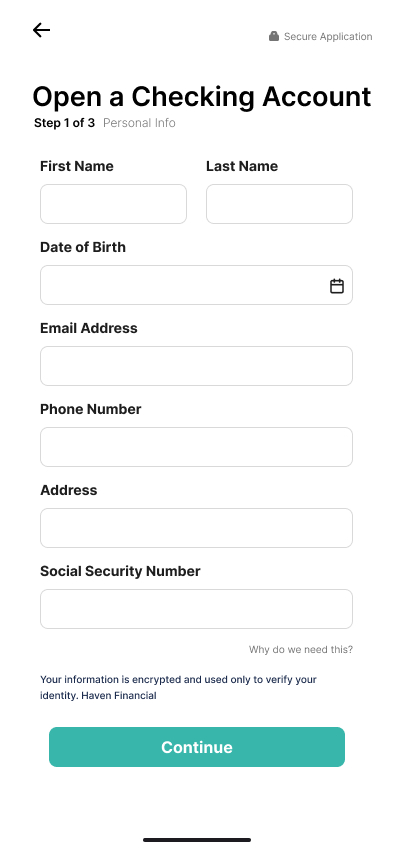 Secure Application
Open a Checking Account
Step 1 of 3 Personal Info
First Name Last Name
Date of Birth
Email Address
Phone Number
Address
Social Security Number
Why do we need this?
Your information is encrypted and used only to verify your
identity. Haven Financial
Continue